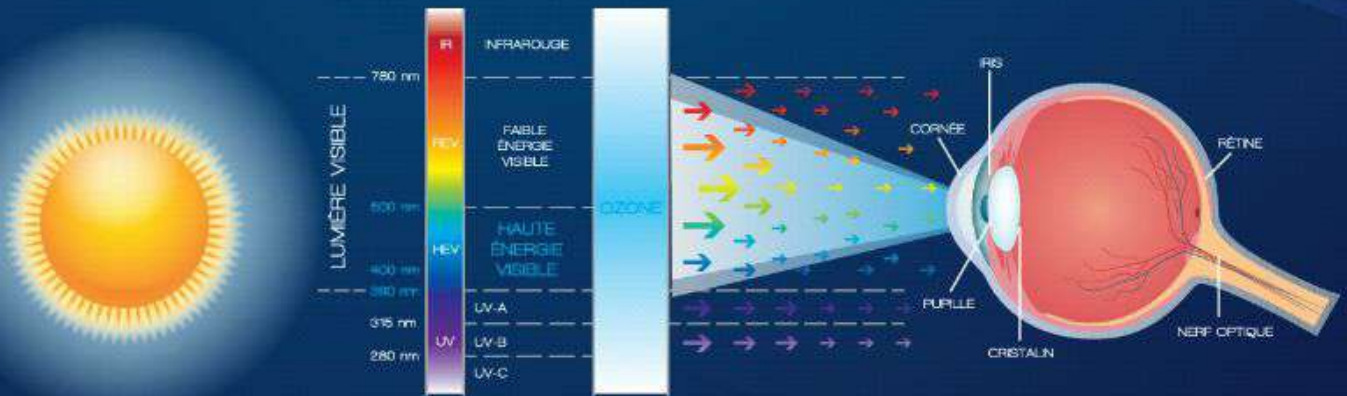 LUMIÈRE VISIBLE
780 nm
500 nm
400 nm
380 nm
315 nm
280 nm
IR
REV
HEV
UV
INFRAROUGE
FAIBLE
ÉNERGIE
VISIBLE
HAUTE
ÉNERGIE
VISIBLE
UV-A
UV-B
UV-C
OZONE
IRIS
CORNÉE
RÉTINE
PUPILLE
CRISTALIN
NERF OPTIQUE